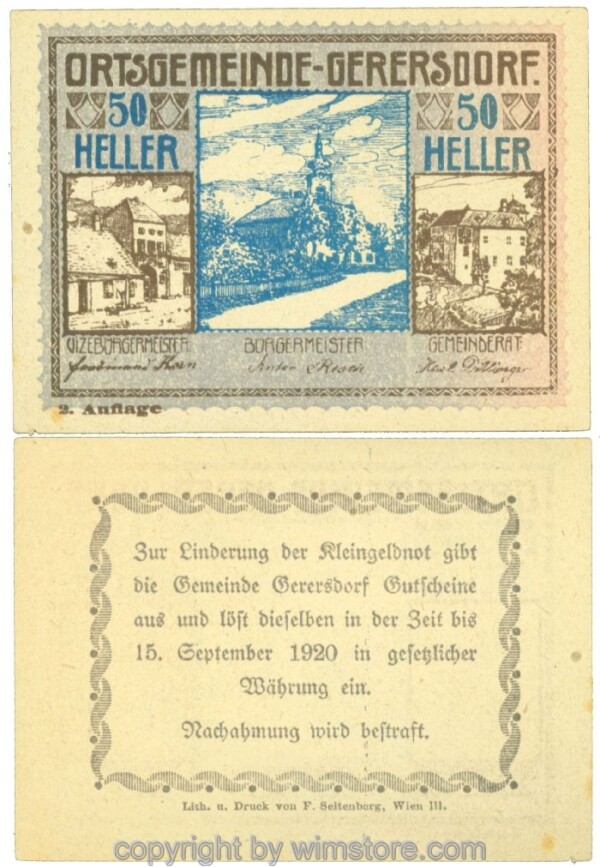 ORTSGEMEINDE-GERERSDORF.
50 50
HELLER HELLER
VIZEBÜRGERMEISTER BÜRGERMEISTER GEMEINDERAT
2. Auflage
Zur Linderung der Kleingeldnot gibt
die Gemeinde Gerersdorf Gutscheine
aus und löst dieselben in der Zeit bis
15. September 1920 in gesetzlicher
Währung ein.
Nachahmung wird bestraft.
Lith. u. Druck von F. Seitenberg, Wien III.
copyright by wimstore.com